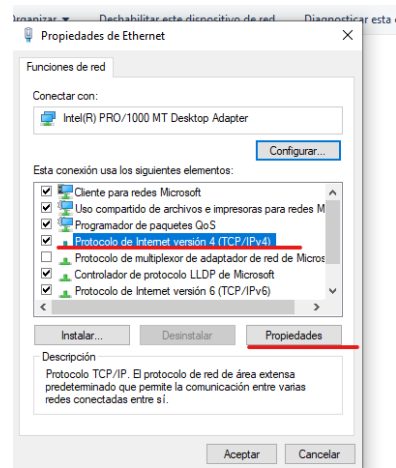 Organizar Deshabilitar este dispositivo de red Diagnosticar esta
Propiedades de Ethernet
Funciones de red
Conectar con:
Intel(R) PRO/1000 MT Desktop Adapter
Configurar...
Esta conexión usa los siguientes elementos:
Cliente para redes Microsoft
Uso compartido de archivos e impresoras para redes M
Programador de paquetes QoS
Protocolo de Internet versión 4 (TCP/IPv4)
Protocolo de multiplexor de adaptador de red de Micros
Controlador de protocolo LLDP de Microsoft
Protocolo de Internet versión 6 (TCP/IPv6)
Instalar... Desinstalar Propiedades
Descripción
Protocolo TCP/IP. El protocolo de red de área extensa
predeterminado que permite la comunicación entre varias
redes conectadas entre sí.
Aceptar Cancelar